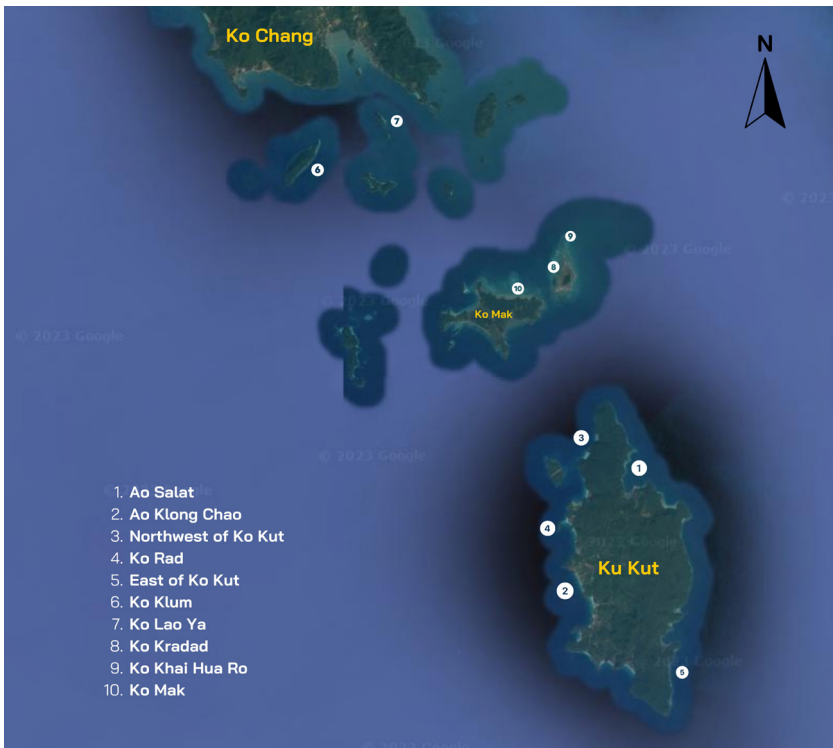 Ko Chang
© 2023 Google
N
7
6
© 2023
9
© 2023 Google
8
10
Ko Mak
© 2023 Google
3
© 2023 Google
1
4
2023 Google
Ku Kut
2
2023 Google
5
1. Ao Salat
2. Ao Klong Chao
3. Northwest of Ko Kut
4. Ko Rad
5. East of Ko Kut
6. Ko Klum
7. Ko Lao Ya
8. Ko Kradad
9. Ko Khai Hua Ro
10. Ko Mak